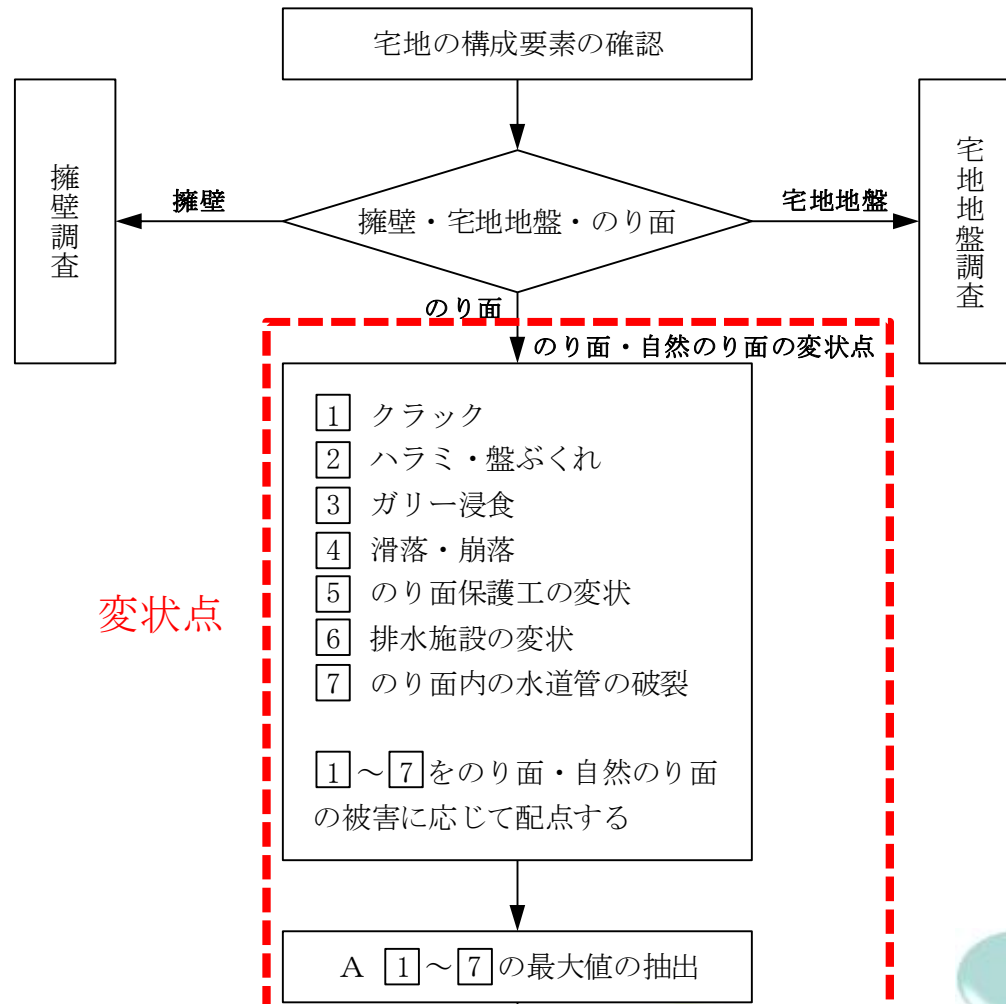 宅地の構成要素の確認
擁壁調査
擁壁
擁壁・宅地地盤・のり面
宅地地盤
宅地地盤調査
のり面
のり面・自然のり面の変状点
1 クラック
2 ハラミ・盤ぶくれ
3 ガリー浸食
4 滑落・崩落
5 のり面保護工の変状
6 排水施設の変状
7 のり面内の水道管の破裂
1～7をのり面・自然のり面
の被害に応じて配点する
変状点
A 1～7の最大値の抽出